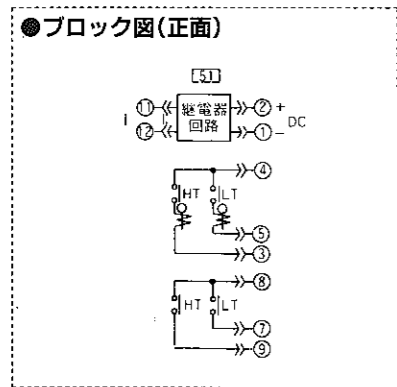 ●ブロック図(正面)
51
⑪ 継電器 ② +
I 回路 DC
⑫ ① −
④
HT LT
⑤
③
⑧
HT LT
⑦
⑨